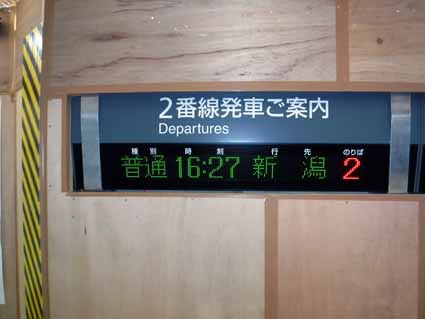 2番線発車ご案内
Departures
種別 時刻 行先 のりば
普通 16:27 新潟 2